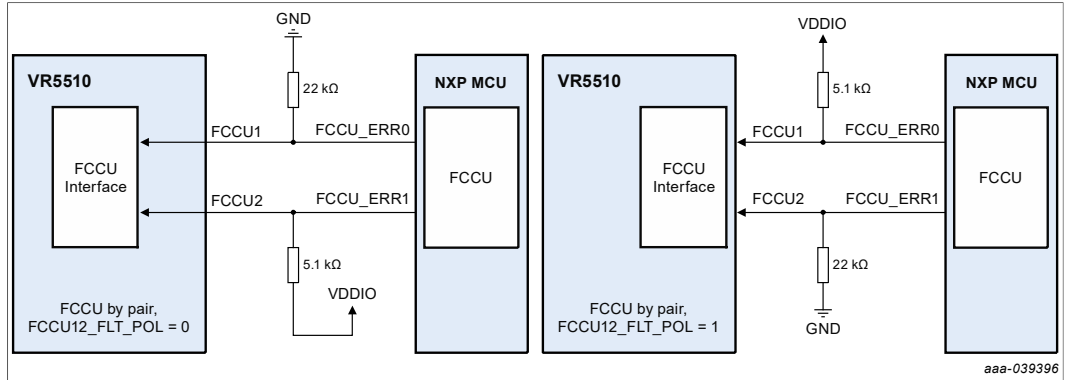 GND
VR5510
22 kΩ
NXP MCU
FCCU1
FCCU_ERR0
FCCU
Interface
FCCU
FCCU2
FCCU_ERR1
5.1 kΩ
VDDIO
FCCU by pair,
FCCU12_FLT_POL = 0
VDDIO
VR5510
5.1 kΩ
NXP MCU
FCCU1
FCCU_ERR0
FCCU
Interface
FCCU
FCCU2
FCCU_ERR1
22 kΩ
GND
FCCU by pair,
FCCU12_FLT_POL = 1
aaa-039396